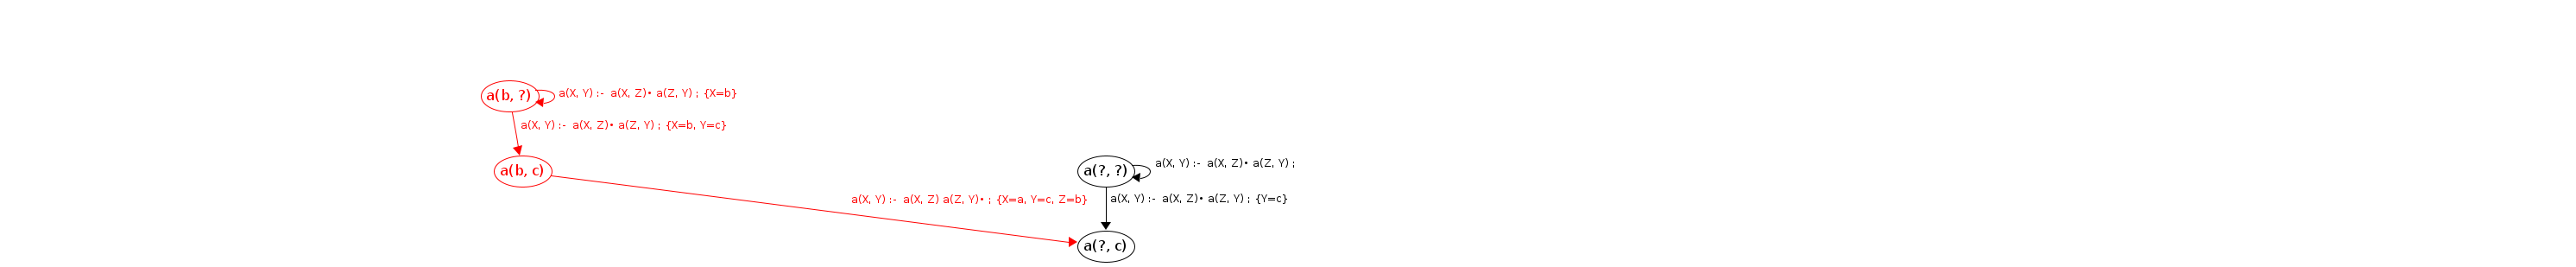 a(b, ?)
a(X, Y) :- a(X, Z)• a(Z, Y) ; {X=b}
a(X, Y) :- a(X, Z)• a(Z, Y) ; {X=b, Y=c}
a(b, c)
a(?, ?)
a(X, Y) :- a(X, Z)• a(Z, Y) ;
a(X, Y) :- a(X, Z) a(Z, Y)• ; {X=a, Y=c, Z=b}
a(X, Y) :- a(X, Z)• a(Z, Y) ; {Y=c}
a(?, c)